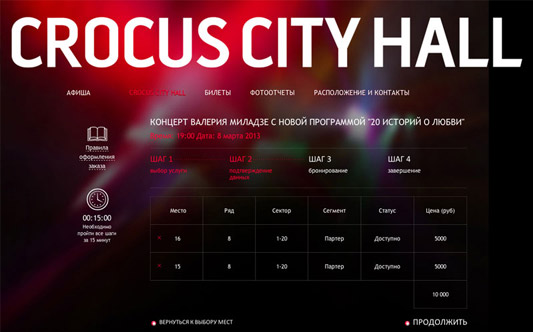 CROCUS CITY HALL
АФИША CROCUS CITY HALL БИЛЕТЫ ФОТООТЧЕТЫ РАСПОЛОЖЕНИЕ И КОНТАКТЫ
КОНЦЕРТ ВАЛЕРИЯ МИЛАДЗЕ С НОВОЙ ПРОГРАММОЙ "20 ИСТОРИЙ О ЛЮБВИ"
19:00 Дата: 8 марта 2013
Правила
оформления
заказа
ШАГ 1 ШАГ 2 ШАГ 3 ШАГ 4
выбор услуги подтверждение бронирование завершение
данных
00:15:00
Необходимо
пройти все шаги
за 15 минут
Место Ряд Сектор Сегмент Статус Цена (руб)
× 16 8 1-20 Партер Доступно 5000
× 15 8 1-20 Партер Доступно 5000
10 000
ВЕРНУТЬСЯ К ВЫБОРУ МЕСТ ПРОДОЛЖИТЬ